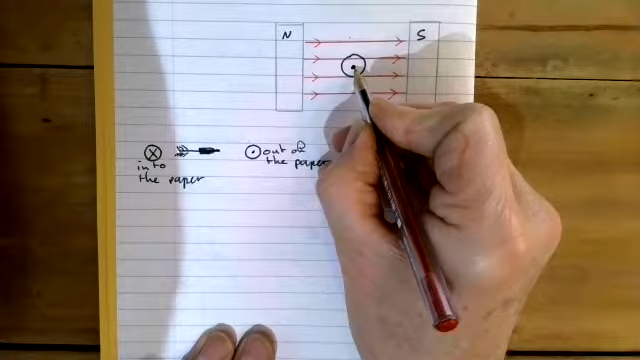 N S
into
the paper
out of
the paper